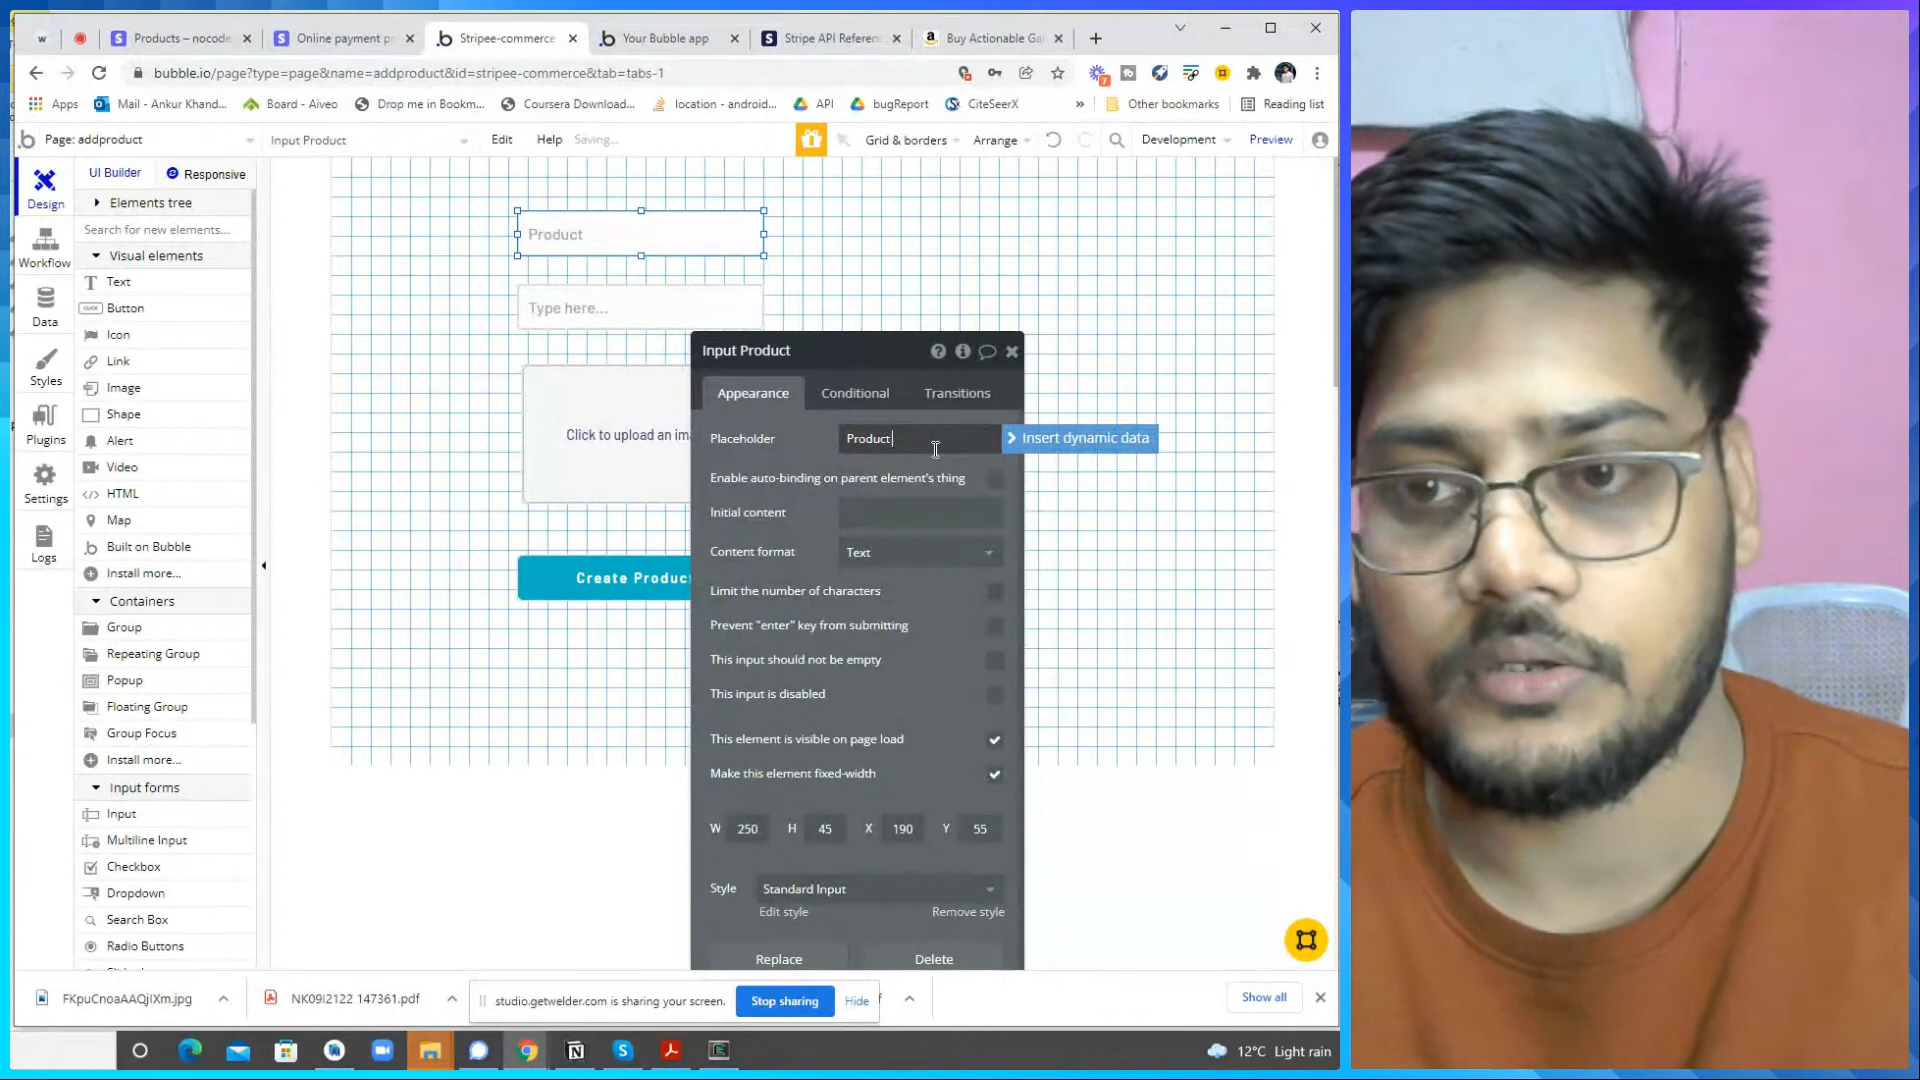 w
Products – nocode
Online payment pa
Stripee-commerce
Your Bubble app
Stripe API Referen
Buy Actionable Ga
bubble.io/page?type=page&name=addproduct&id=stripee-commerce&tab=tabs-1
7
Apps
Mail - Ankur Khand...
Board - Aiveo
Drop me in Bookm...
Coursera Download...
location - android...
API
bugReport
CiteSeerX
»
Other bookmarks
Reading list
Page: addproduct
Input Product
Edit
Help
Saving...
Grid & borders
Arrange
Development
Preview
Design
Workflow
Data
Styles
Plugins
Settings
Logs
UI Builder
Responsive
Elements tree
Search for new elements...
Visual elements
Text
Button
Icon
Link
Image
Shape
Alert
Video
HTML
Map
Built on Bubble
Install more...
Containers
Group
Repeating Group
Popup
Floating Group
Group Focus
Install more...
Input forms
Input
Multiline Input
Checkbox
Dropdown
Search Box
Radio Buttons
Product
Type here...
Click to upload an ima
Create Product
Input Product
Appearance
Conditional
Transitions
Placeholder
Product
Insert dynamic data
Enable auto-binding on parent element's thing
Initial content
Content format
Text
Limit the number of characters
Prevent "enter" key from submitting
This input should not be empty
This input is disabled
This element is visible on page load
Make this element fixed-width
W 250 H 45 X 190 Y 55
Style
Standard Input
Edit style
Remove style
Replace
Delete
FKpuCnoaAAQjIXm.jpg
NK09I2122 147361.pdf
studio.getwelder.com is sharing your screen.
Stop sharing
Hide
Show all
12°C Light rain